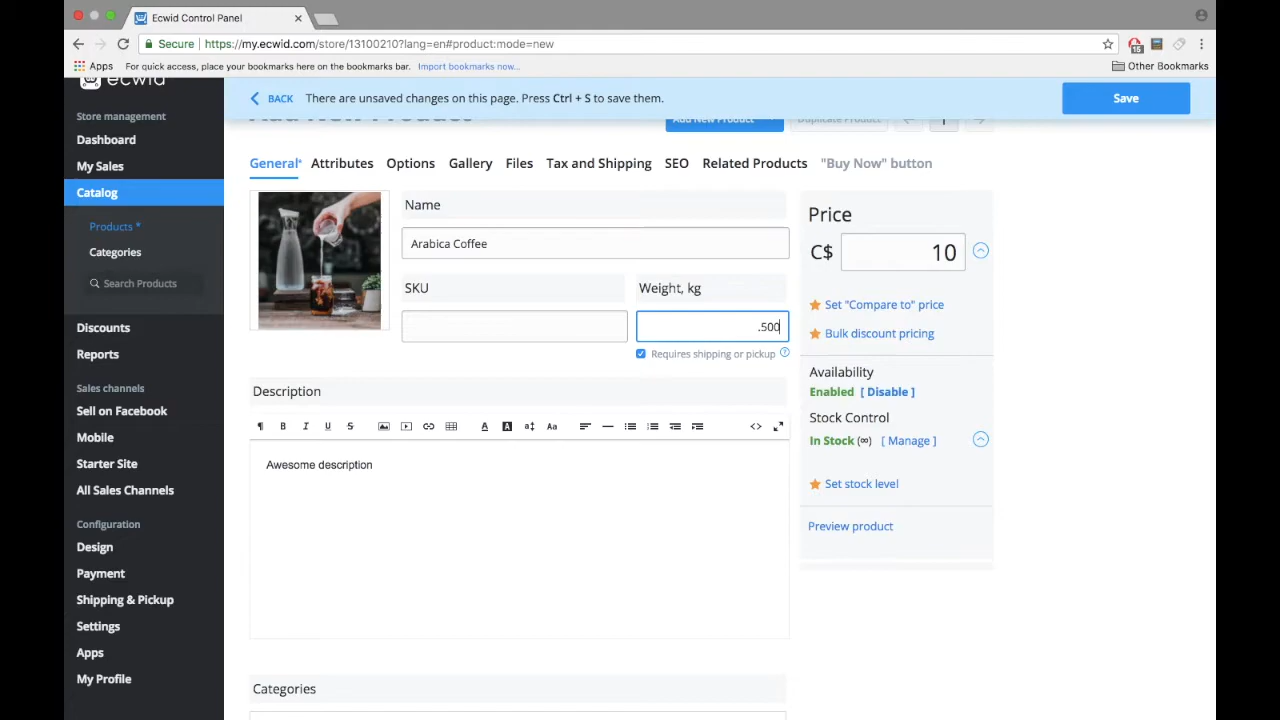 Ecwid Control Panel
Secure | https://my.ecwid.com/store/13100210?lang=en#product:mode=new
15
Apps For quick access, place your bookmarks here on the bookmarks bar. Import bookmarks now... Other Bookmarks
ecwid
BACK There are unsaved changes on this page. Press Ctrl + S to save them. Save
Add New Product
Add New Product Duplicate Product
Store management
Dashboard
My Sales
Catalog
Products *
Categories
Search Products
Discounts
Reports
Sales channels
Sell on Facebook
Mobile
Starter Site
All Sales Channels
Configuration
Design
Payment
Shipping & Pickup
Settings
Apps
My Profile
General* Attributes Options Gallery Files Tax and Shipping SEO Related Products "Buy Now" button
Name
Arabica Coffee
SKU Weight, kg
.500
Requires shipping or pickup ?
Description
¶ B I U S A A a Aa <>
Awesome description
Categories
Price
C$ 10
Set "Compare to" price
Bulk discount pricing
Availability
Enabled [ Disable ]
Stock Control
In Stock (∞) [ Manage ]
Set stock level
Preview product